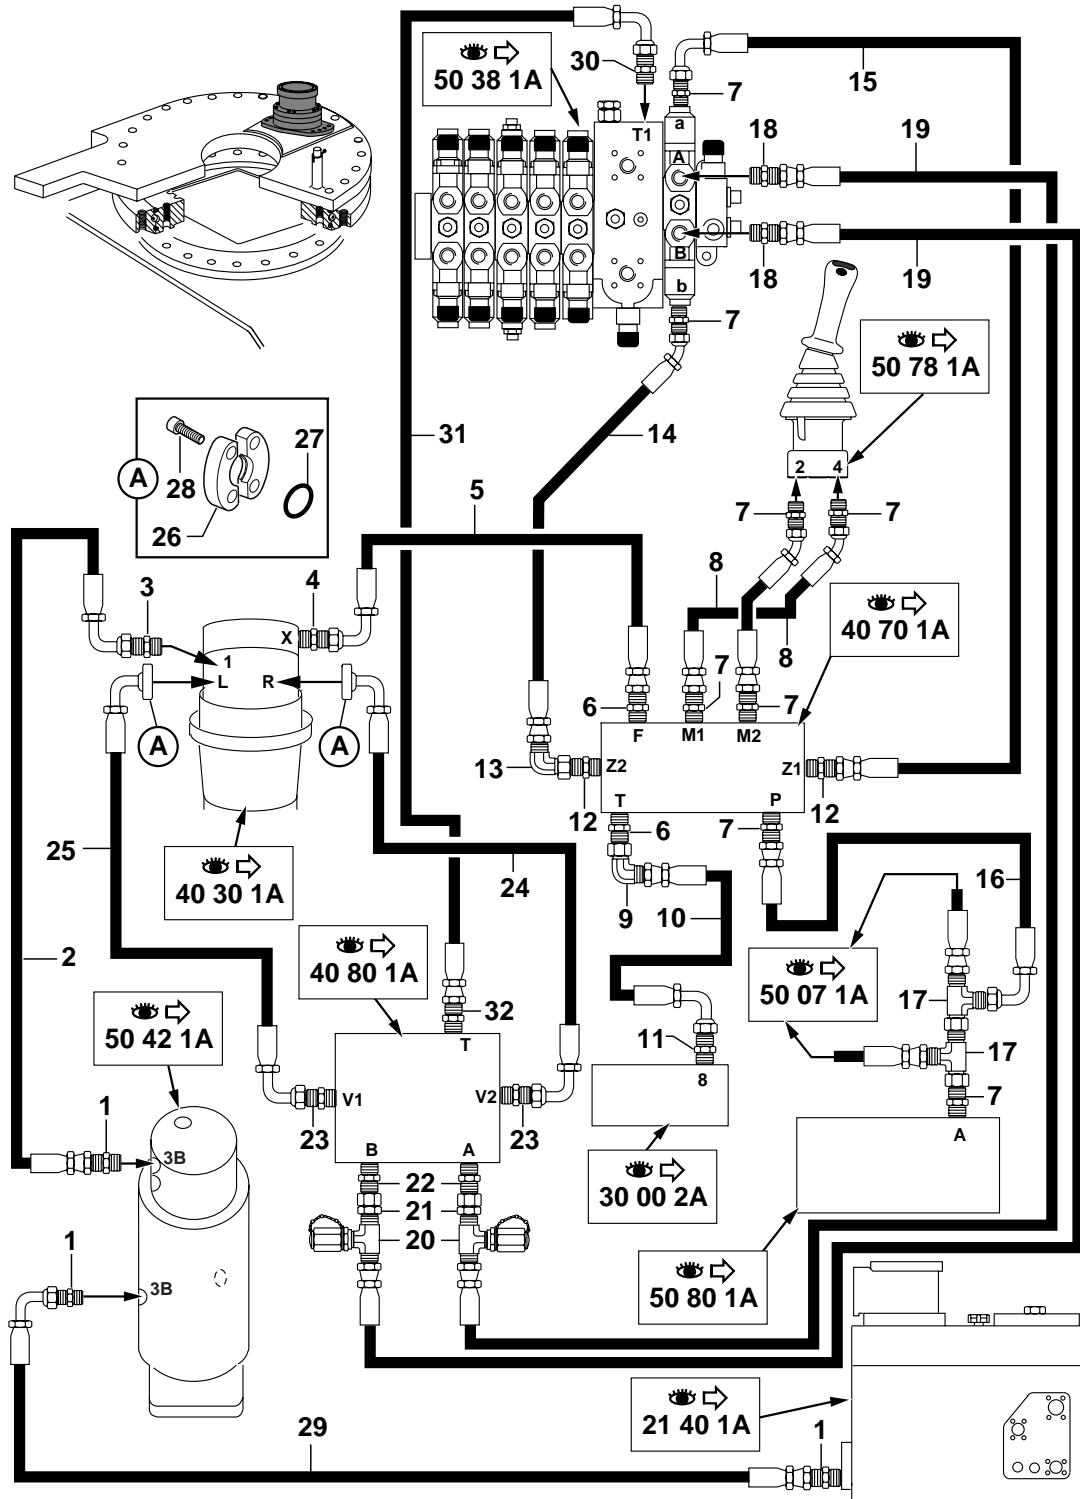 30
50 38 1A
15
7
a
T1
18
19
A
B
18
19
b
7
50 78 1A
31
14
27
A
28
26
5
2
4
7
7
3
4
8
8
40 70 1A
X
1
L
R
7
6
7
A
A
F
M1
M2
13
Z2
Z1
T
P
12
12
6
7
25
24
16
40 30 1A
9
10
2
40 80 1A
50 07 1A
17
50 42 1A
32
T
11
17
8
7
V1
V2
1
23
23
A
3B
B
A
22
30 00 2A
21
20
1
3B
50 80 1A
21 40 1A
29
1